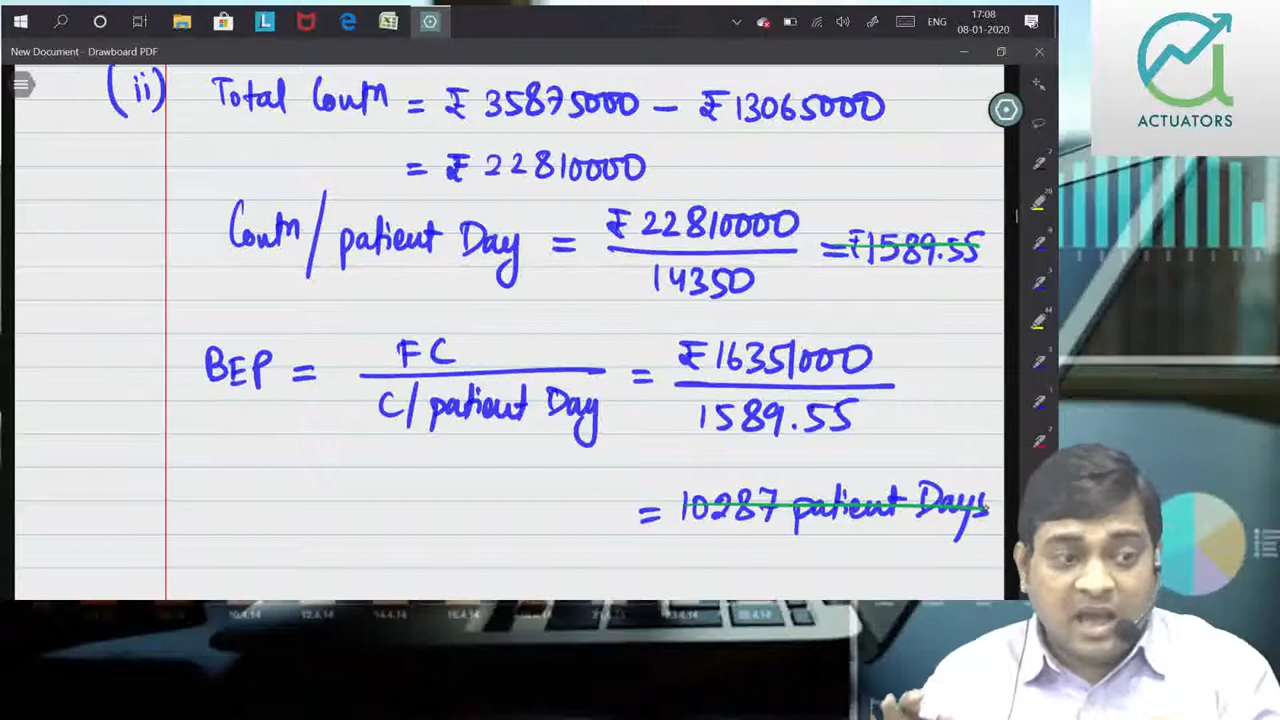 ENG
17:08
08-01-2020
New Document - Drawboard PDF
ACTUATORS
(ii) Total Contn = ₹ 35875000 – ₹13065000
= ₹ 22810000
Contn/patient Day = ₹22810000 / 14350 = ₹1589.55
BEP = FC / C/patient Day = ₹16351000 / 1589.55
= 10287 patient Days